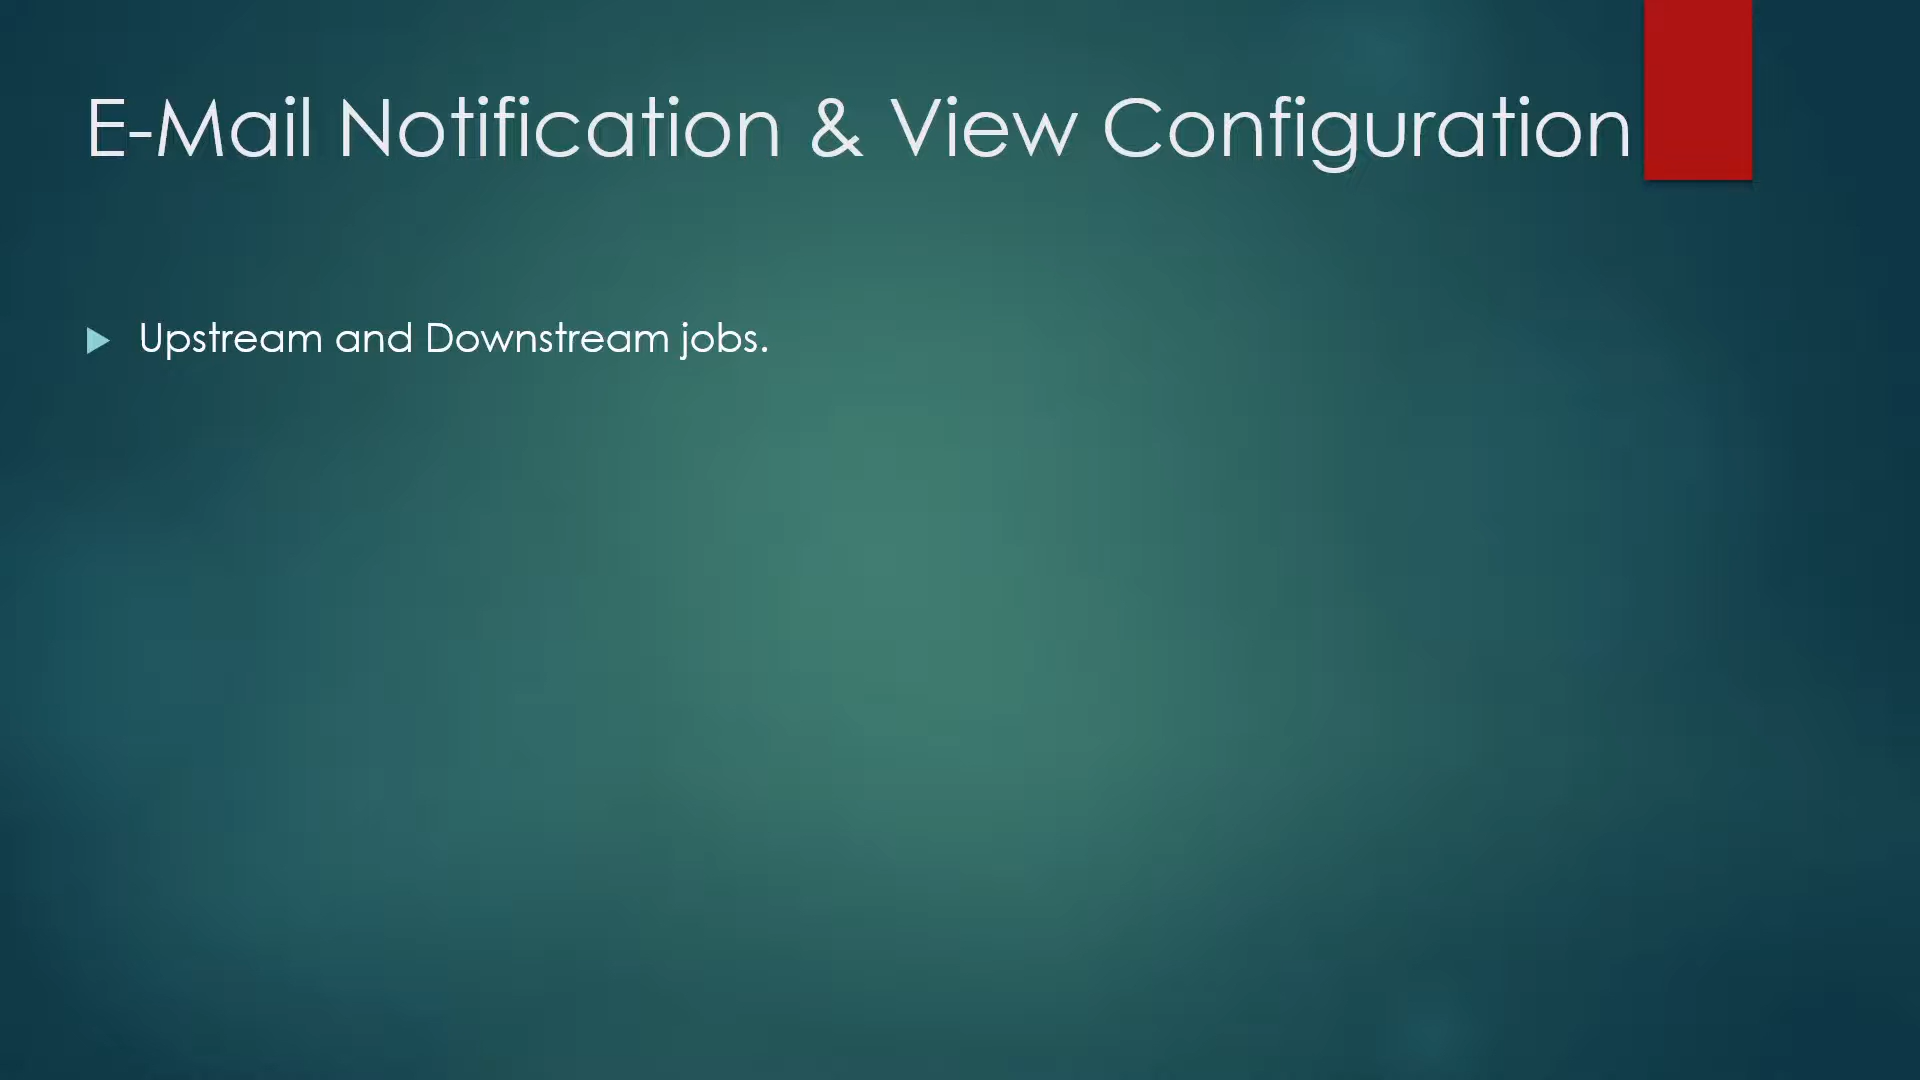 E-Mail Notification & View Configuration
Upstream and Downstream jobs.